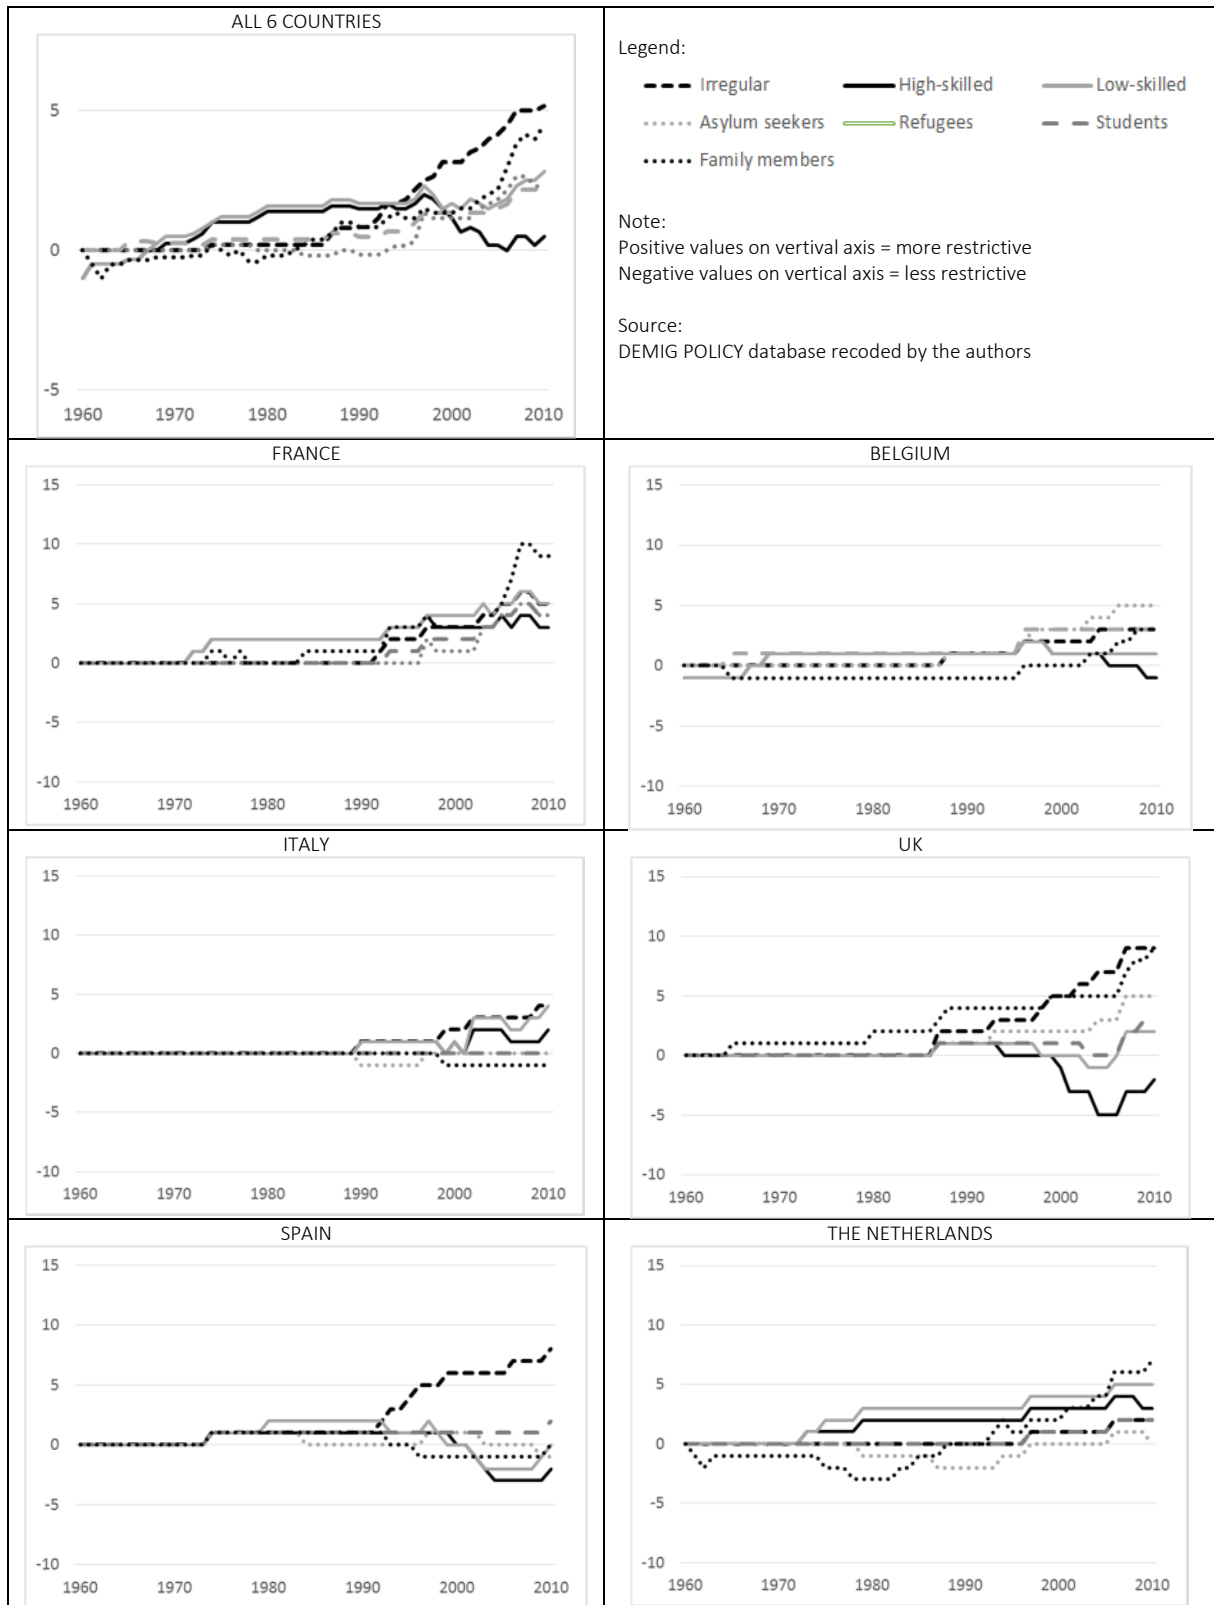 ALL 6 COUNTRIES
5
0
-5
1960 1970 1980 1990 2000 2010
Legend:
Irregular High-skilled Low-skilled
Asylum seekers Refugees Students
Family members
Note:
Positive values on vertival axis = more restrictive
Negative values on vertical axis = less restrictive
Source:
DEMIG POLICY database recoded by the authors
FRANCE
15
10
5
0
-5
-10
1960 1970 1980 1990 2000 2010
BELGIUM
15
10
5
0
-5
-10
1960 1970 1980 1990 2000 2010
ITALY
15
10
5
0
-5
-10
1960 1970 1980 1990 2000 2010
UK
15
10
5
0
-5
-10
1960 1970 1980 1990 2000 2010
SPAIN
15
10
5
0
-5
-10
1960 1970 1980 1990 2000 2010
THE NETHERLANDS
15
10
5
0
-5
-10
1960 1970 1980 1990 2000 2010